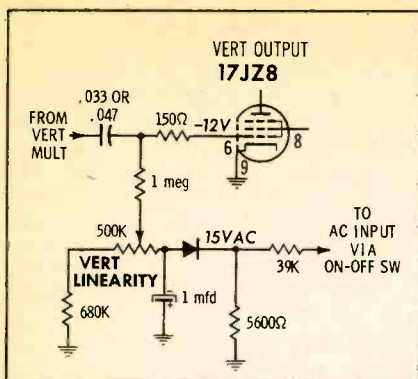 VERT OUTPUT
17JZ8
.033 OR
.047
FROM
VERT
MULT
150Ω
-12V
6
8
9
1 meg
500K
15VAC
TO
AC INPUT
VIA
ON-OFF SW
VERT
LINEARITY
39K
+
1 mfd
680K
5600Ω